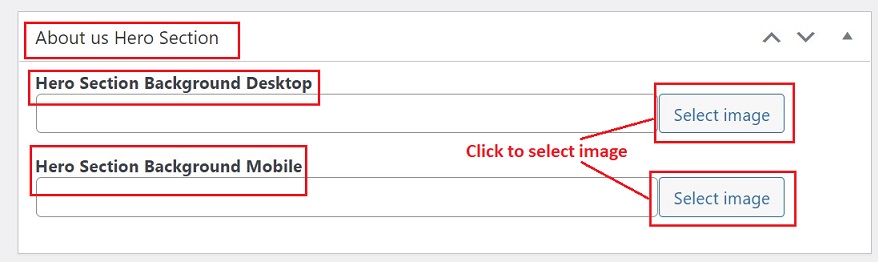 About us Hero Section
Hero Section Background Desktop
Select image
Click to select image
Hero Section Background Mobile
Select image